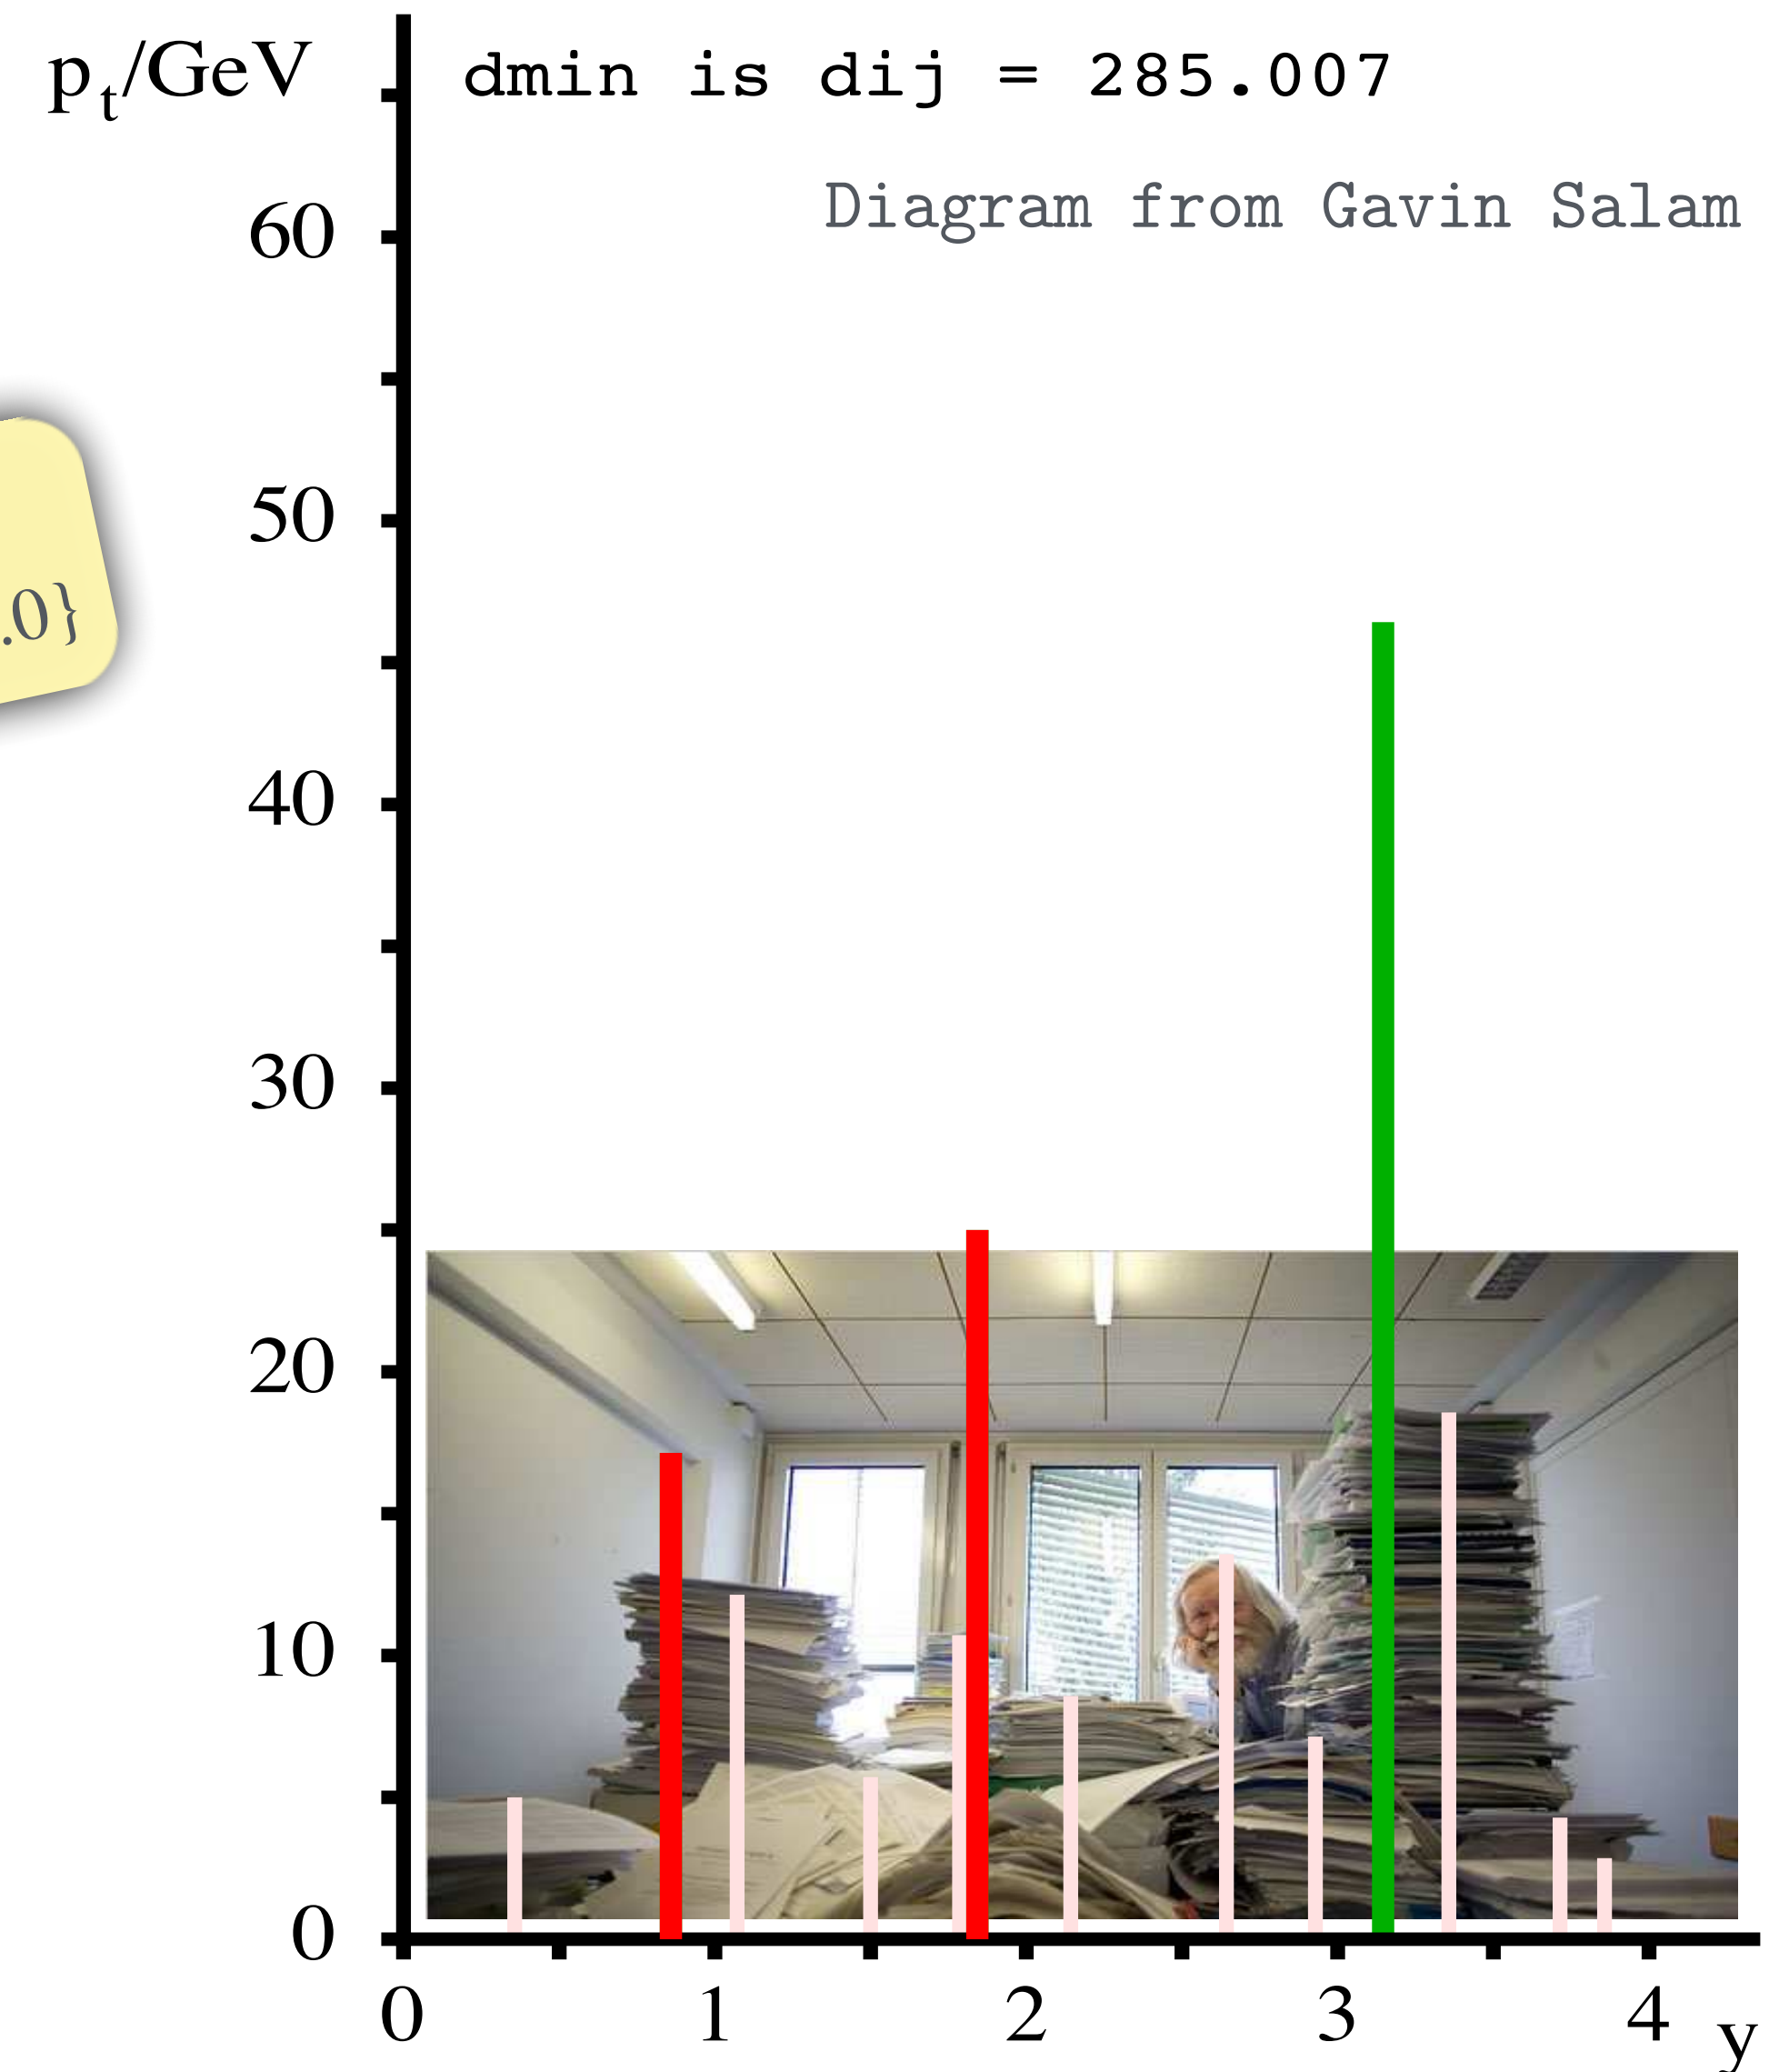 p_t/GeV
dmin is dij = 285.007
Diagram from Gavin Salam
60
50
.0}
40
30
20
10
0
0 1 2 3 4 y